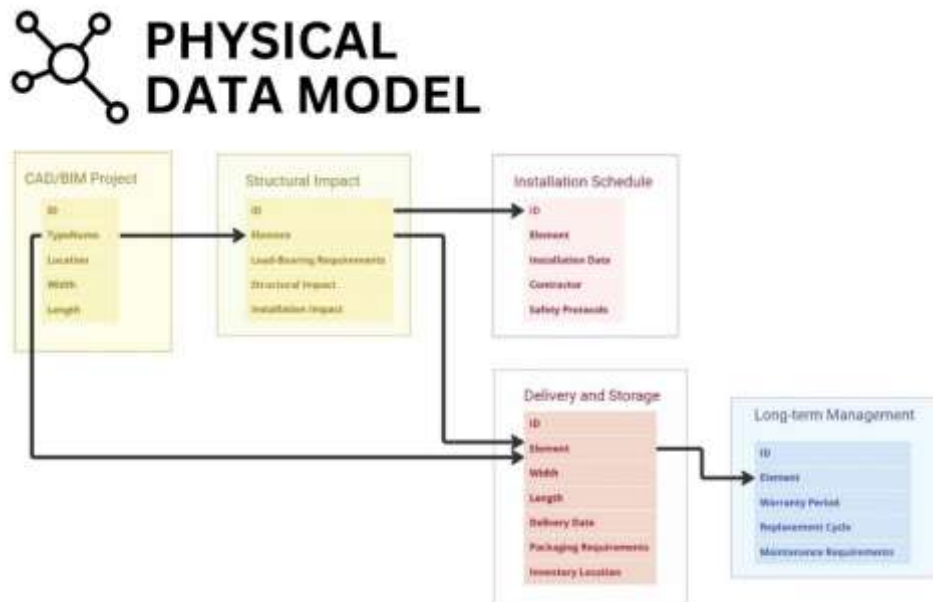 PHYSICAL
DATA MODEL
CAD/BIM Project
ID
TypeName
Location
Width
Length
Structural Impact
ID
Element
Load-Bearing Requirements
Structural Impact
Installation Impact
Installation Schedule
ID
Element
Installation Data
Contractor
Safety Protocols
Delivery and Storage
ID
Element
Width
Length
Delivery Date
Packaging Requirements
Inventory Location
Long-term Management
ID
Element
Warranty Period
Replacement Cycle
Maintenance Requirements